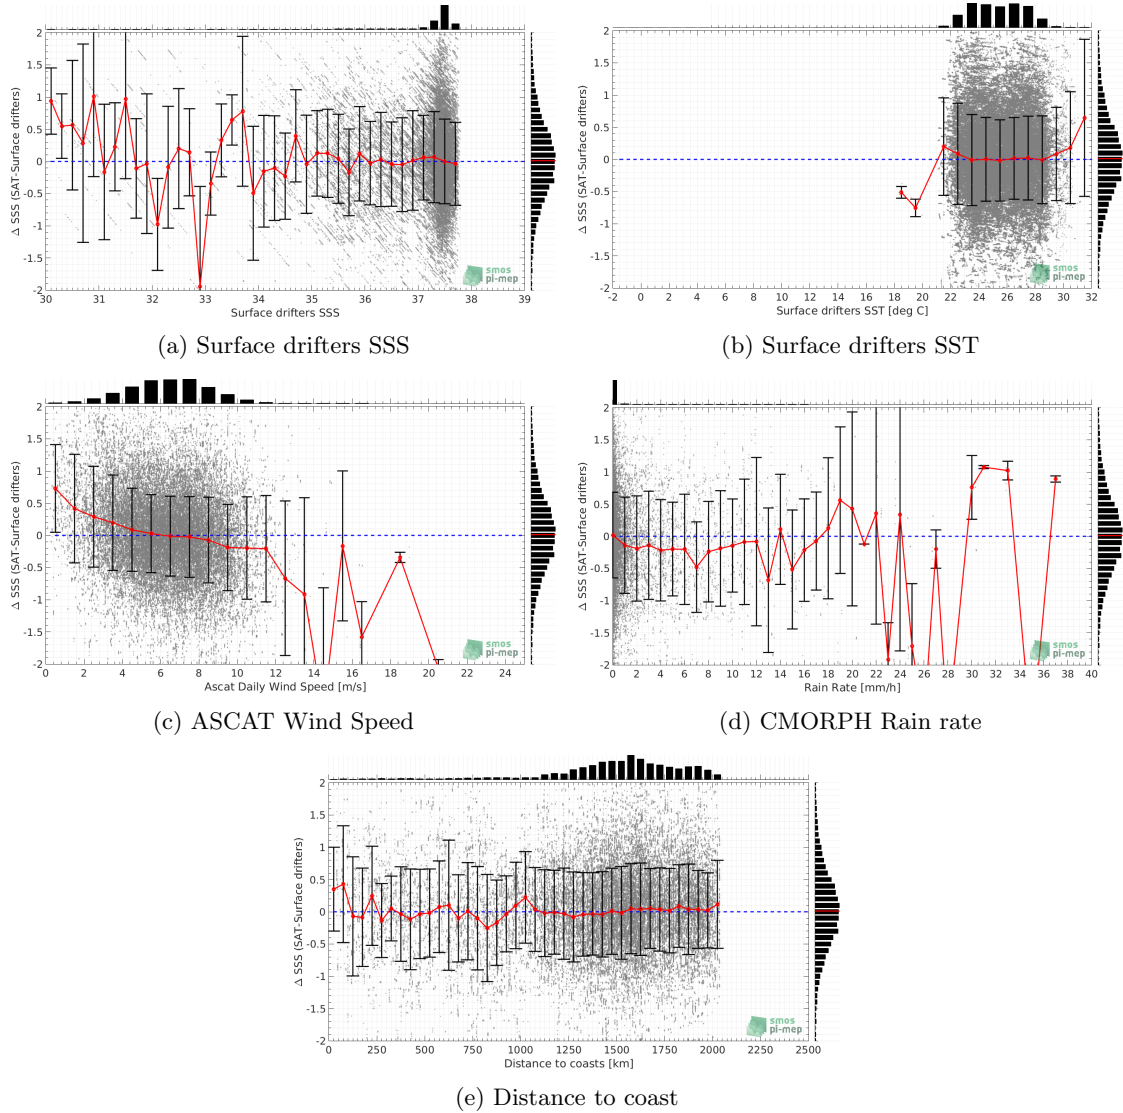 2
1.5
1
0.5
0
-0.5
-1
-1.5
-2
Δ SSS (SAT-Surface drifters)
30 31 32 33 34 35 36 37 38 39
Surface drifters SSS
smos
pi-mep
(a) Surface drifters SSS
2
1.5
1
0.5
0
-0.5
-1
-1.5
-2
Δ SSS (SAT-Surface drifters)
-2 0 2 4 6 8 10 12 14 16 18 20 22 24 26 28 30 32
Surface drifters SST [deg C]
smos
pi-mep
(b) Surface drifters SST
2
1.5
1
0.5
0
-0.5
-1
-1.5
-2
Δ SSS (SAT-Surface drifters)
0 2 4 6 8 10 12 14 16 18 20 22 24
Ascat Daily Wind Speed [m/s]
smos
pi-mep
(c) ASCAT Wind Speed
2
1.5
1
0.5
0
-0.5
-1
-1.5
-2
Δ SSS (SAT-Surface drifters)
0 2 4 6 8 10 12 14 16 18 20 22 24 26 28 30 32 34 36 38 40
Rain Rate [mm/h]
smos
pi-mep
(d) CMORPH Rain rate
2
1.5
1
0.5
0
-0.5
-1
-1.5
-2
Δ SSS (SAT-Surface drifters)
0 250 500 750 1000 1250 1500 1750 2000 2250 2500
Distance to coasts [km]
smos
pi-mep
(e) Distance to coast